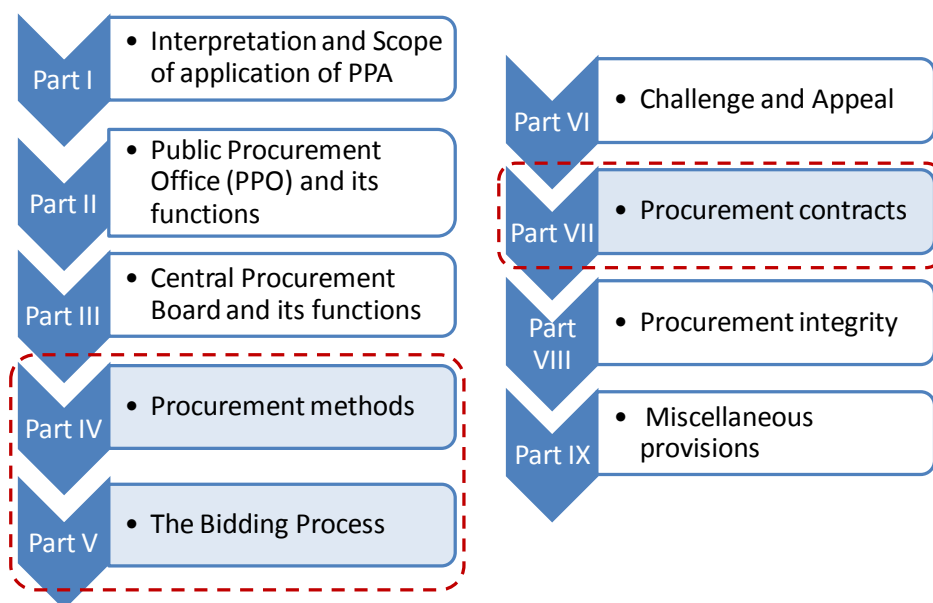 Part I
• Interpretation and Scope
of application of PPA
Part II
• Public Procurement
Office (PPO) and its
functions
Part III
• Central Procurement
Board and its functions
Part IV
• Procurement methods
Part V
• The Bidding Process
Part VI
• Challenge and Appeal
Part VII
• Procurement contracts
Part
VIII
• Procurement integrity
Part IX
• Miscellaneous
provisions